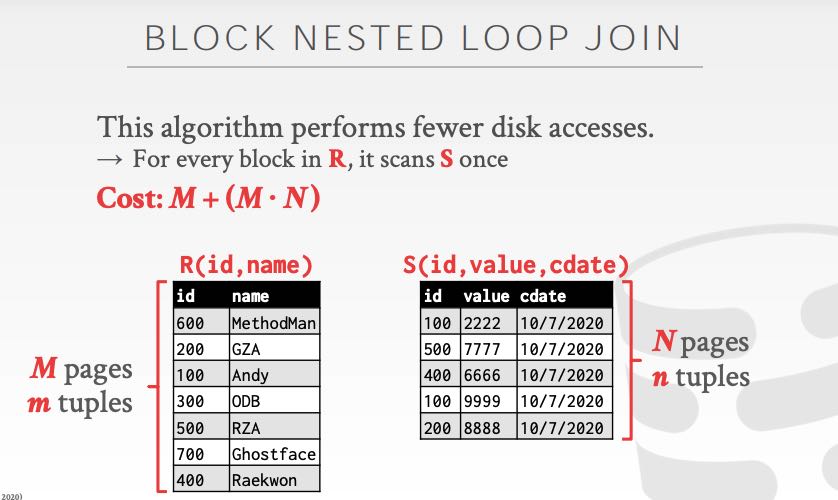 BLOCK NESTED LOOP JOIN
This algorithm performs fewer disk accesses.
→ For every block in R, it scans S once
Cost: M + (M · N)
R(id,name)
id name
600 MethodMan
200 GZA
100 Andy
300 ODB
500 RZA
700 Ghostface
400 Raekwon
M pages
m tuples
S(id,value,cdate)
id value cdate
100 2222 10/7/2020
500 7777 10/7/2020
400 6666 10/7/2020
100 9999 10/7/2020
200 8888 10/7/2020
N pages
n tuples
2020)